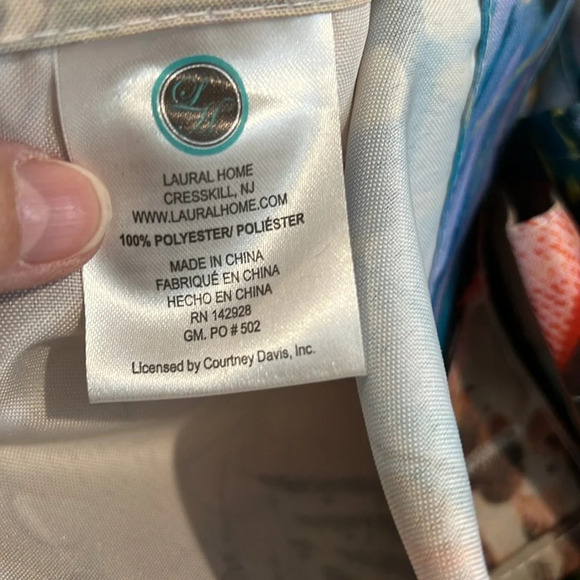 LH
LAURAL HOME
CRESSKILL, NJ
WWW.LAURALHOME.COM
100% POLYESTER/ POLIÉSTER
MADE IN CHINA
FABRIQUÉ EN CHINA
HECHO EN CHINA
RN 142928
GM. PO # 502
Licensed by Courtney Davis, Inc.